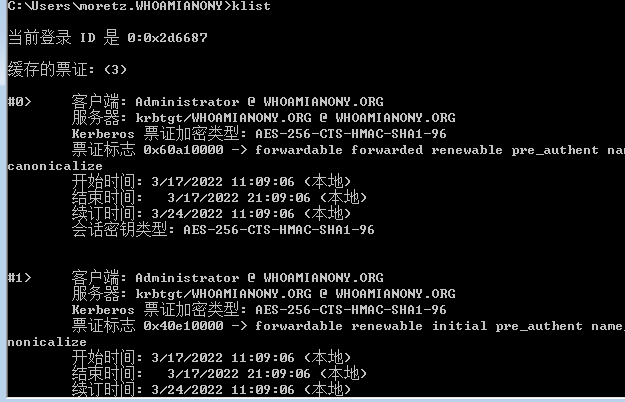 C:\Users\moretz.WHOAMIANONY>klist
当前登录 ID 是 0:0x2d6687
缓存的票证: (3)
#0> 客户端: Administrator @ WHOAMIANONY.ORG
服务器: krbtgt/WHOAMIANONY.ORG @ WHOAMIANONY.ORG
Kerberos 票证加密类型: AES-256-CTS-HMAC-SHA1-96
票证标志 0x60a10000 -> forwardable forwarded renewable pre_authent
canonicalize
开始时间: 3/17/2022 11:09:06 (本地)
结束时间: 3/17/2022 21:09:06 (本地)
续订时间: 3/24/2022 11:09:06 (本地)
会话密钥类型: AES-256-CTS-HMAC-SHA1-96
#1> 客户端: Administrator @ WHOAMIANONY.ORG
服务器: krbtgt/WHOAMIANONY.ORG @ WHOAMIANONY.ORG
Kerberos 票证加密类型: AES-256-CTS-HMAC-SHA1-96
票证标志 0x40e10000 -> forwardable renewable initial pre_authent name_
nonicalize
开始时间: 3/17/2022 11:09:06 (本地)
结束时间: 3/17/2022 21:09:06 (本地)
续订时间: 3/24/2022 11:09:06 (本地)